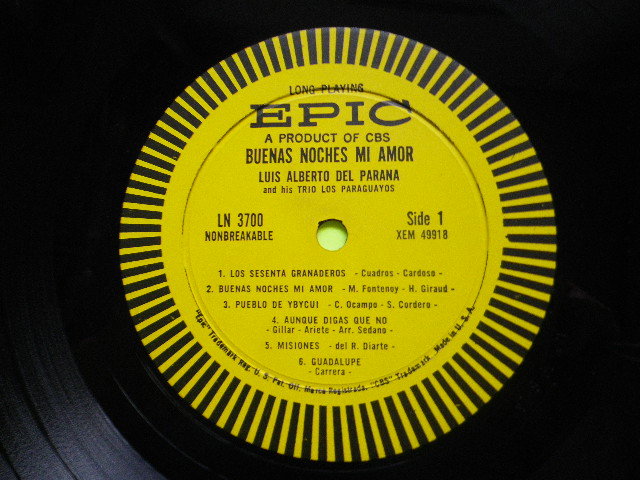 LONG PLAYING
EPIC
A PRODUCT OF CBS
BUENAS NOCHES MI AMOR
LUIS ALBERTO DEL PARANA
and his TRIO LOS PARAGUAYOS
LN 3700 Side 1
NONBREAKABLE XEM 49918
1. LOS SESENTA GRANADEROS - Cuadros - Cardoso -
2. BUENAS NOCHES MI AMOR - M. Fontenoy - H. Giraud -
3. PUEBLO DE YBYCUI - C. Ocampo - S. Cordero -
4. AUNQUE DIGAS QUE NO
- Gillar - Ariete - Arr. Sedano -
5. MISIONES - del R. Diarte -
6. GUADALUPE
- Carrera -
"Epic" Trademark Reg. U. S. Pat. Off. Marca Registrada. "CBS" Trademark. Made in U. S. A.